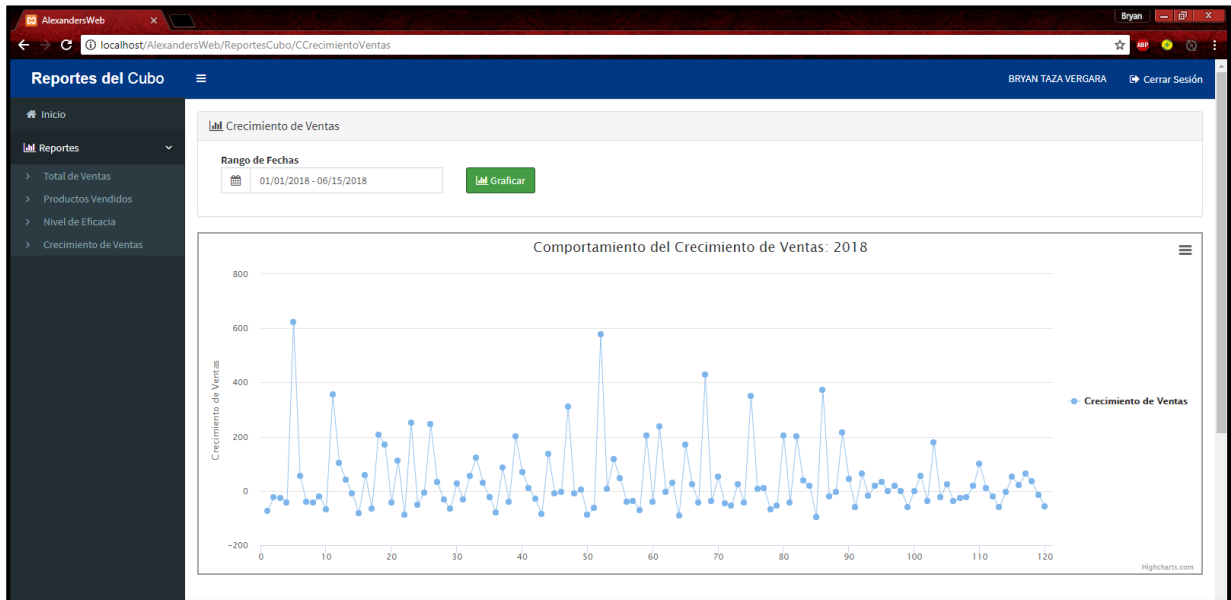 AlexandersWeb
Bryan
localhost/AlexandersWeb/ReportesCubo/CCrecimientoVentas
ABP
Reportes del Cubo
BRYAN TAZA VERGARA
Cerrar Sesión
Inicio
Reportes
Total de Ventas
Productos Vendidos
Nivel de Eficacia
Crecimiento de Ventas
Crecimiento de Ventas
Rango de Fechas
01/01/2018 - 06/15/2018
Graficar
Comportamiento del Crecimiento de Ventas: 2018
Crecimiento de Ventas
800
600
400
200
0
-200
0 10 20 30 40 50 60 70 80 90 100 110 120
Crecimiento de Ventas
Highcharts.com